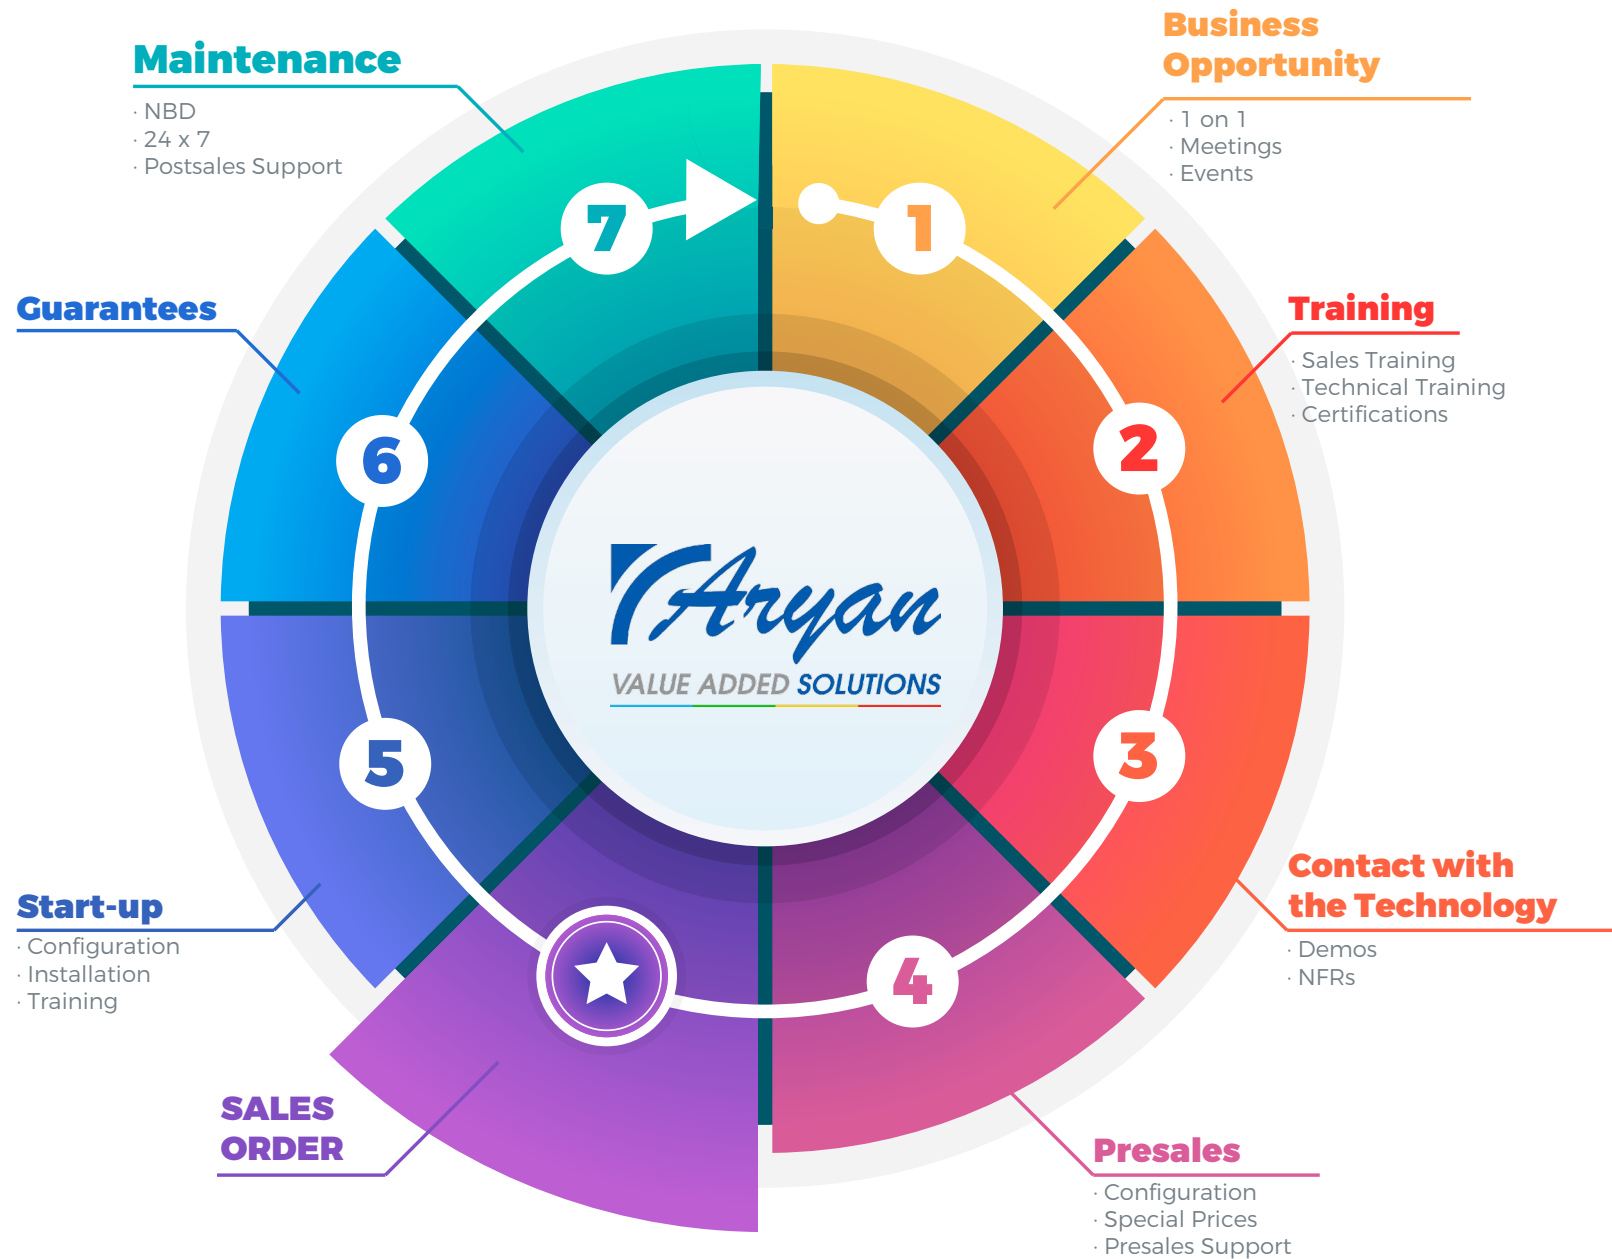 Business
Opportunity
· 1 on 1
· Meetings
· Events
1
Training
· Sales Training
· Technical Training
· Certifications
2
Contact with
the Technology
· Demos
· NFRs
3
Presales
· Configuration
· Special Prices
· Presales Support
4
SALES
ORDER
Start-up
· Configuration
· Installation
· Training
5
Guarantees
6
Maintenance
· NBD
· 24 x 7
· Postsales Support
7
Aryan
VALUE ADDED SOLUTIONS